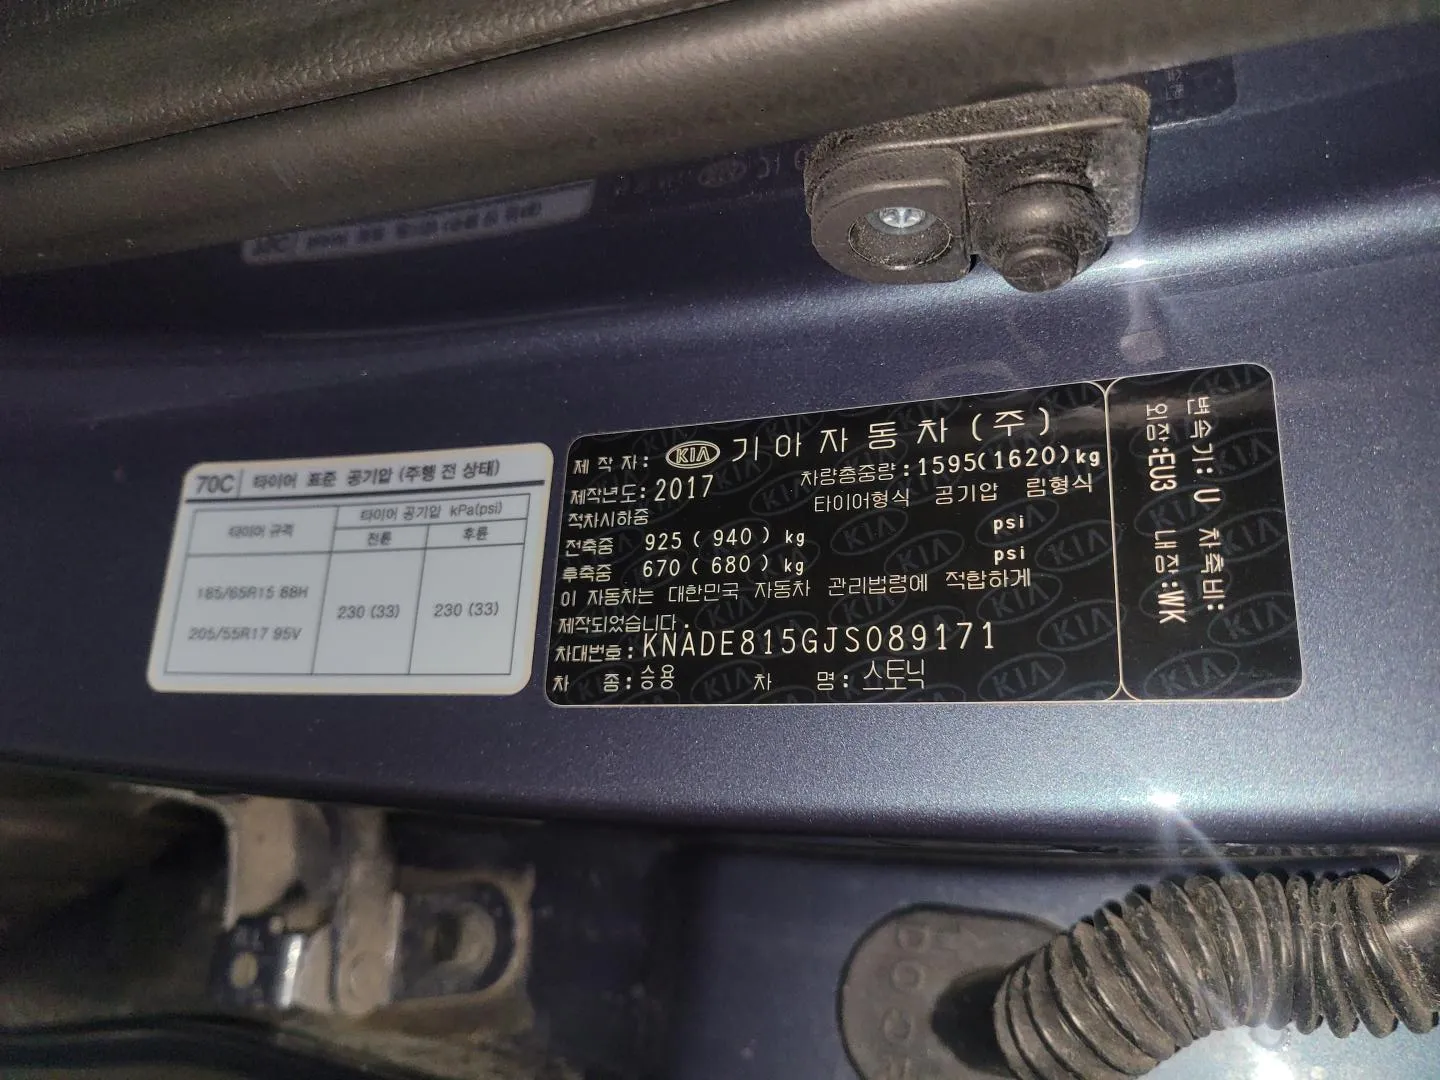 70C 타이어 표준 공기압 (주행 전 상태)
타이어 규격 타이어 공기압 kPa(psi)
전륜 후륜
185/65R15 88H
205/55R17 95V
230 (33) 230 (33)
제작자: KIA 기아자동차(주)
제작년도: 2017 차량총중량: 1595(1620)kg
적차시하중 타이어형식 공기압 림형식
전축중 925 ( 940 ) kg psi
후축중 670 ( 680 ) kg psi
이 자동차는 대한민국 자동차 관리법령에 적합하게
제작되었습니다.
차대번호: KNADE815GJS089171
차 종: 승용 차 명: 스토닉
변속기: U 차축비:
외장:EU3 내장:WK